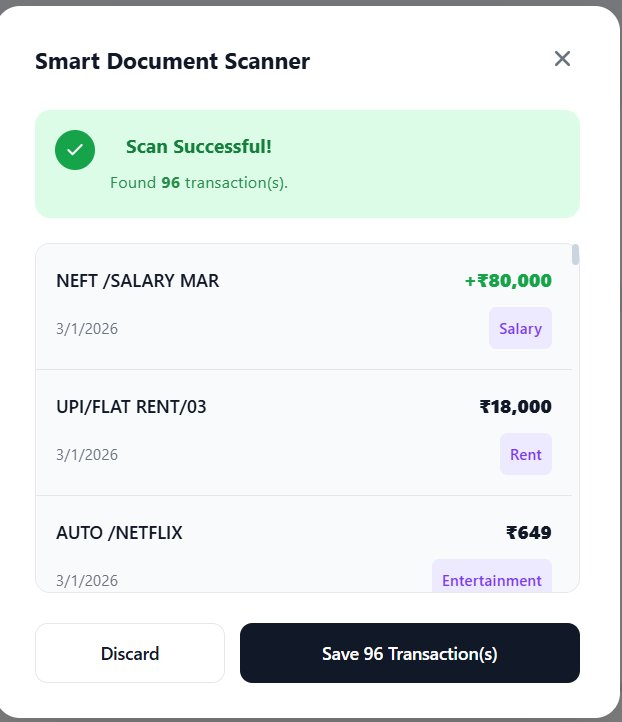 Smart Document Scanner
Scan Successful!
Found 96 transaction(s).
NEFT /SALARY MAR +₹80,000
3/1/2026 Salary
UPI/FLAT RENT/03 ₹18,000
3/1/2026 Rent
AUTO /NETFLIX ₹649
3/1/2026 Entertainment
Discard Save 96 Transaction(s)